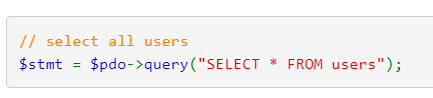 // select all users
$stmt = $pdo->query("SELECT * FROM users");